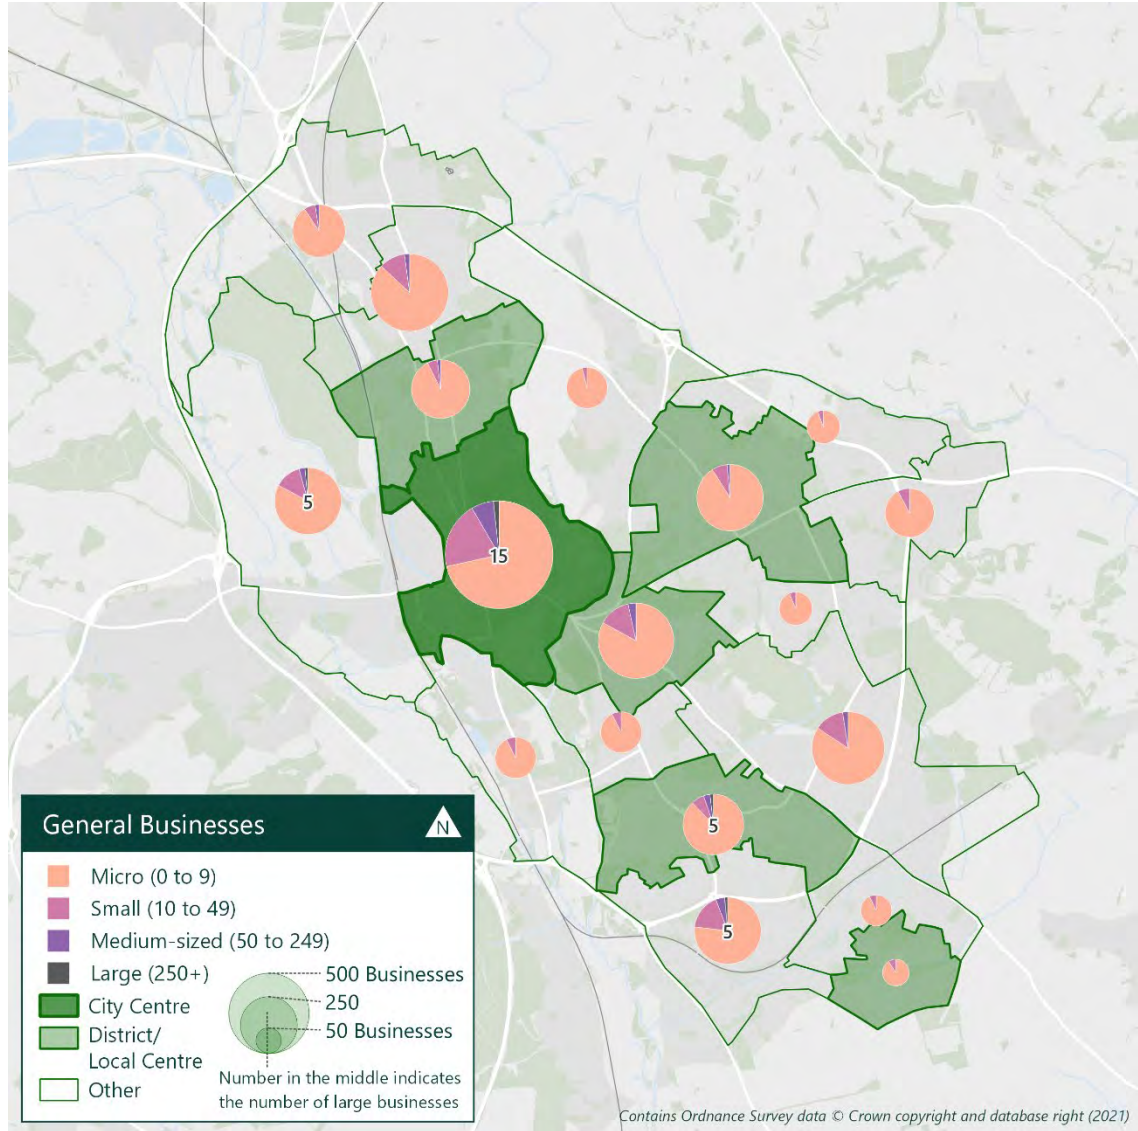 5
15
5
5
General Businesses
N
Micro (0 to 9)
Small (10 to 49)
Medium-sized (50 to 249)
Large (250+)
City Centre
District/
Local Centre
Other
500 Businesses
250
50 Businesses
Number in the middle indicates
the number of large businesses
Contains Ordnance Survey data © Crown copyright and database right (2021)